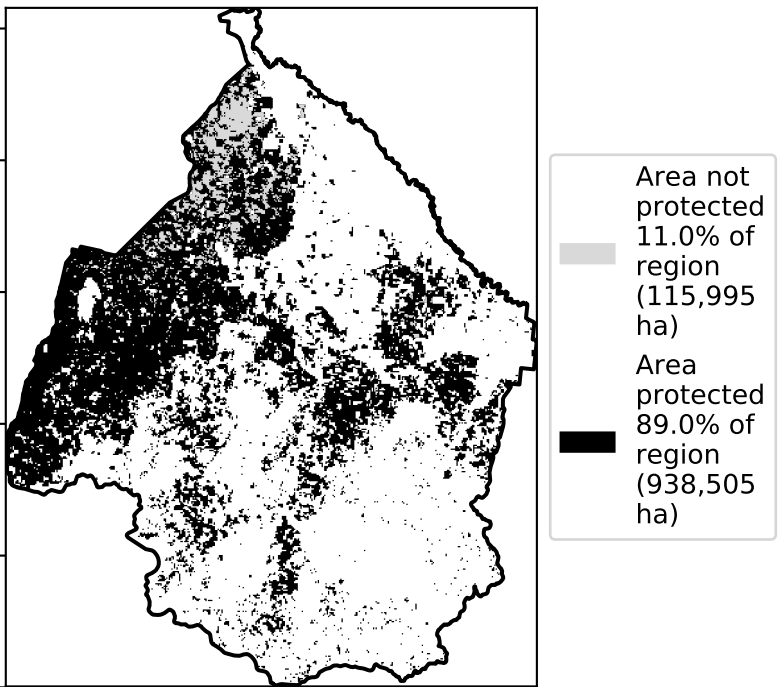 Area not
protected
11.0% of
region
(115,995
ha)
Area
protected
89.0% of
region
(938,505
ha)